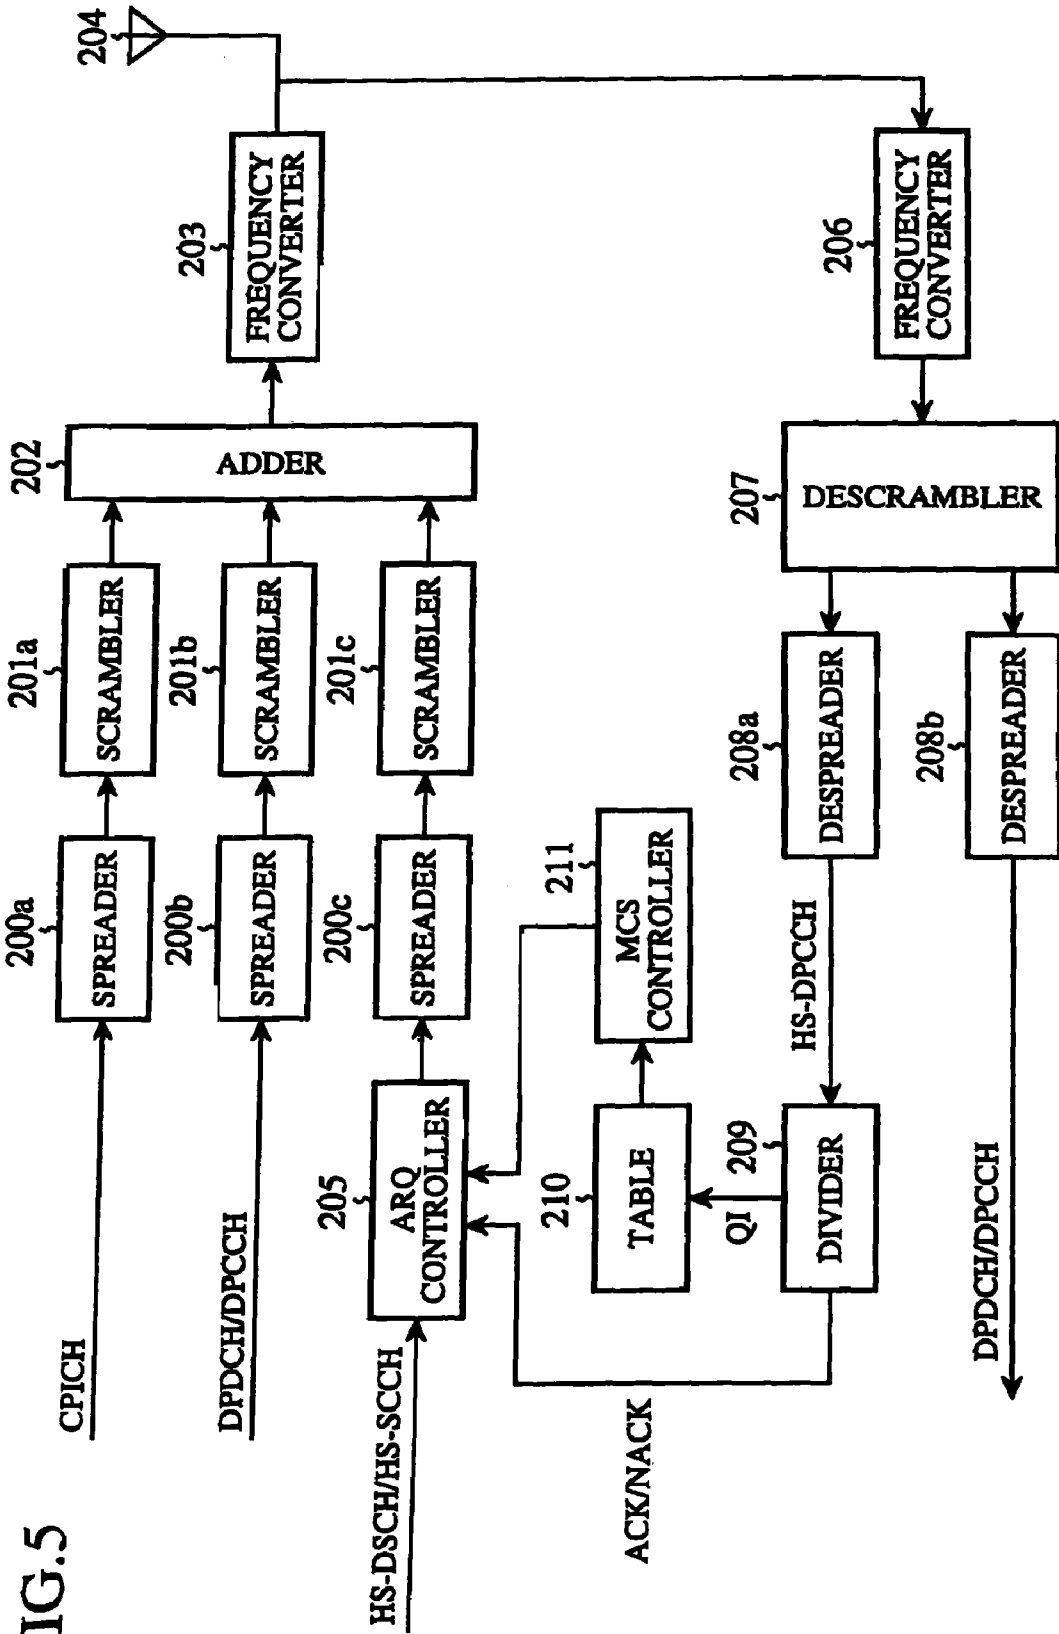 IG.5
CPICH
200a
SPREADER
201a
SCRAMBLER
202
ADDER
203
FREQUENCY
CONVERTER
204
DPDCH/DPCCH
200b
SPREADER
201b
SCRAMBLER
HS-DSCH/HS-SCCH
205
ARQ
CONTROLLER
200c
SPREADER
201c
SCRAMBLER
ACK/NACK
210
TABLE
211
MCS
CONTROLLER
QI
209
DIVIDER
HS-DPCCH
208a
DESPREADER
207
DESCRAMBLER
206
FREQUENCY
CONVERTER
DPDCH/DPCCH
208b
DESPREADER